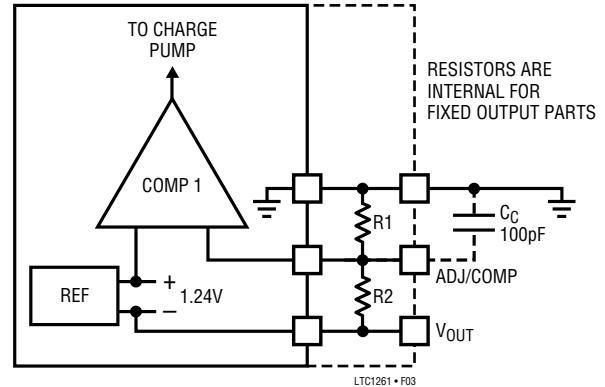 TO CHARGE
PUMP
RESISTORS ARE
INTERNAL FOR
FIXED OUTPUT PARTS
COMP 1
R1
CC
100pF
ADJ/COMP
REF
+
1.24V
–
R2
VOUT
LTC1261 • F03